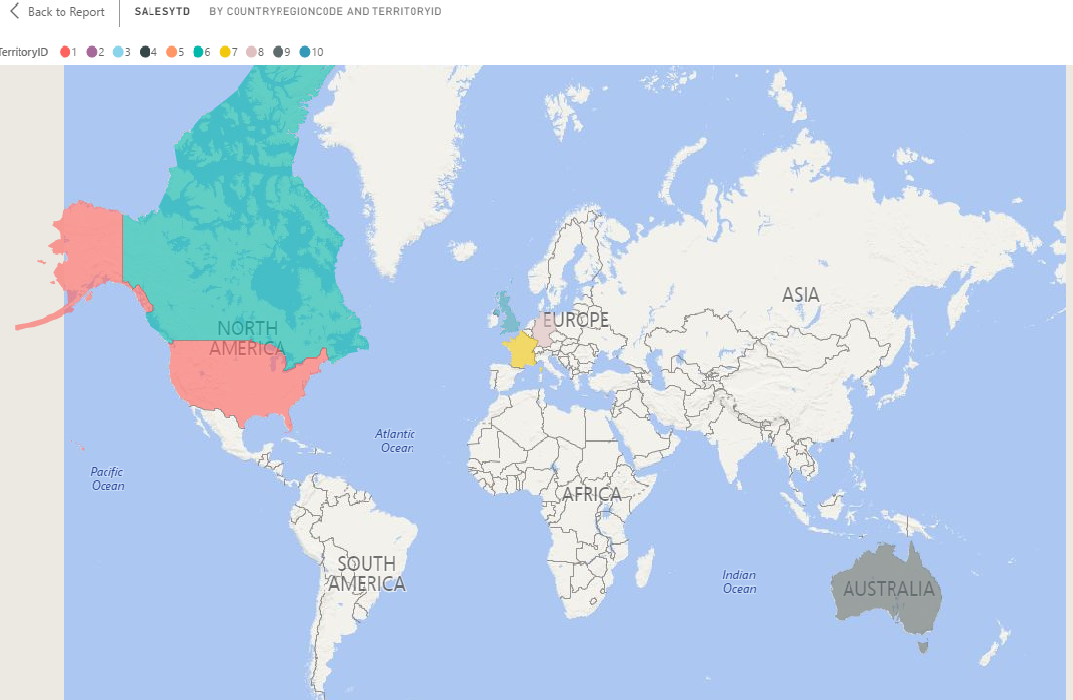 Back to Report SALESYTD BY COUNTRYREGIONCODE AND TERRITORYID
TerritoryID 1 2 3 4 5 6 7 8 9 10
ASIA
EUROPE
NORTH
AMERICA
Atlantic
Ocean
Pacific
Ocean
AFRICA
SOUTH
AMERICA
Indian
Ocean
AUSTRALIA